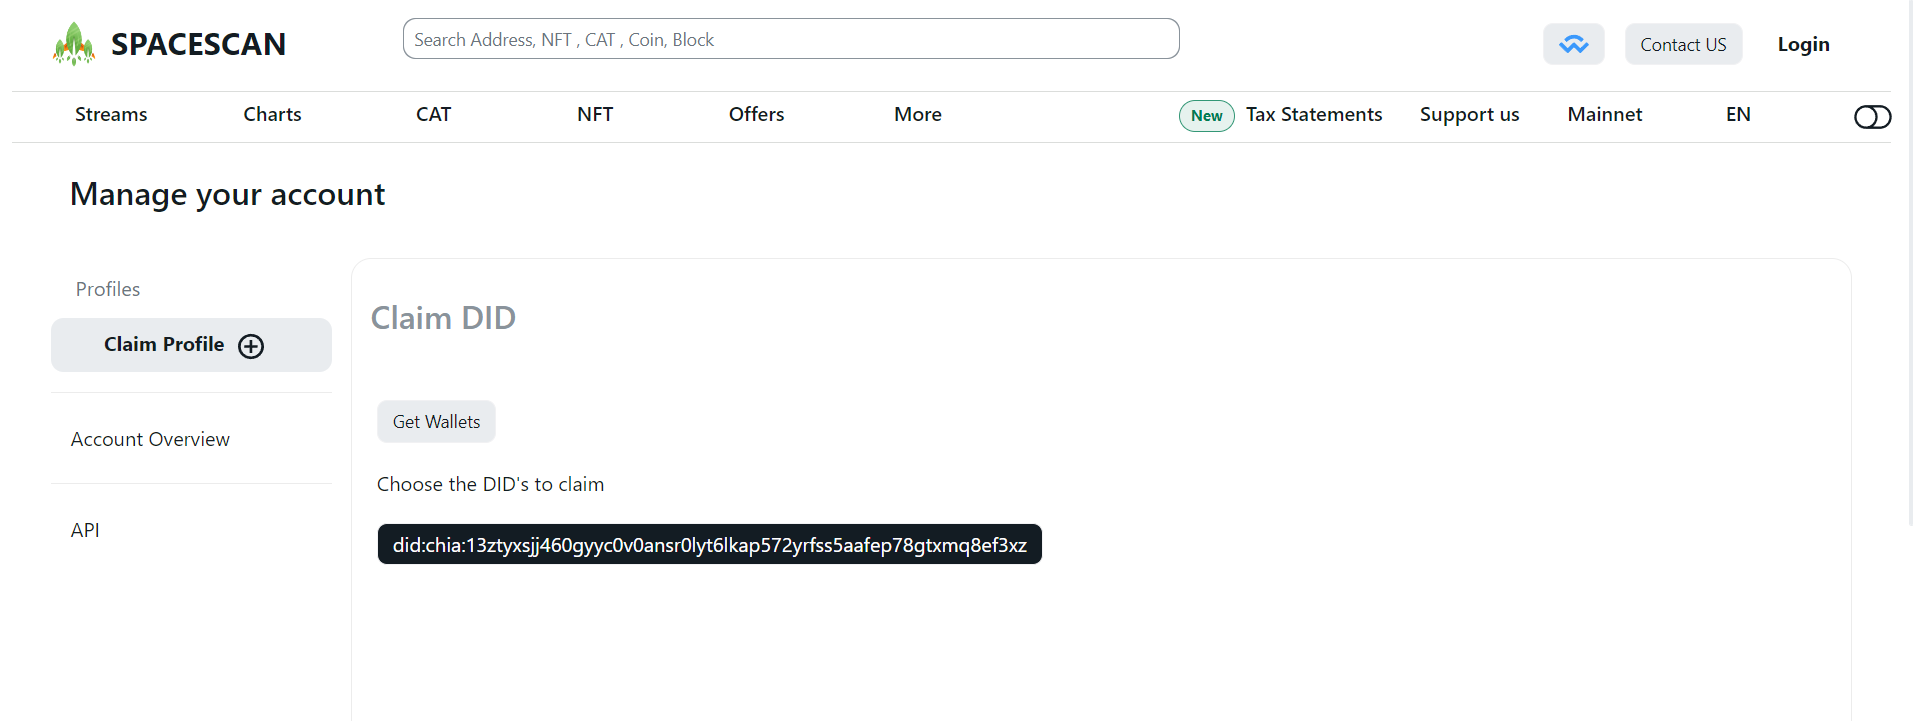 SPACESCAN
Search Address, NFT , CAT , Coin, Block
Contact US
Login
Streams Charts CAT NFT Offers More New Tax Statements Support us Mainnet EN
Manage your account
Profiles
Claim Profile
Account Overview
API
Claim DID
Get Wallets
Choose the DID's to claim
did:chia:13ztyxsjj460gyyc0v0ansr0lyt6lkap572yrfss5aafep78gtxmq8ef3xz